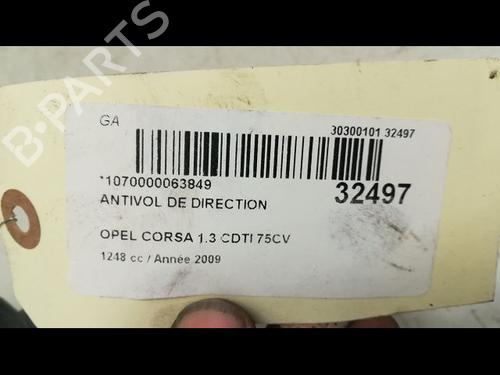 GA
30300101 32497
*1070000063849
32497
ANTIVOL DE DIRECTION
OPEL CORSA 1.3 CDTI 75CV
1248 cc / Année 2009
B-PARTS